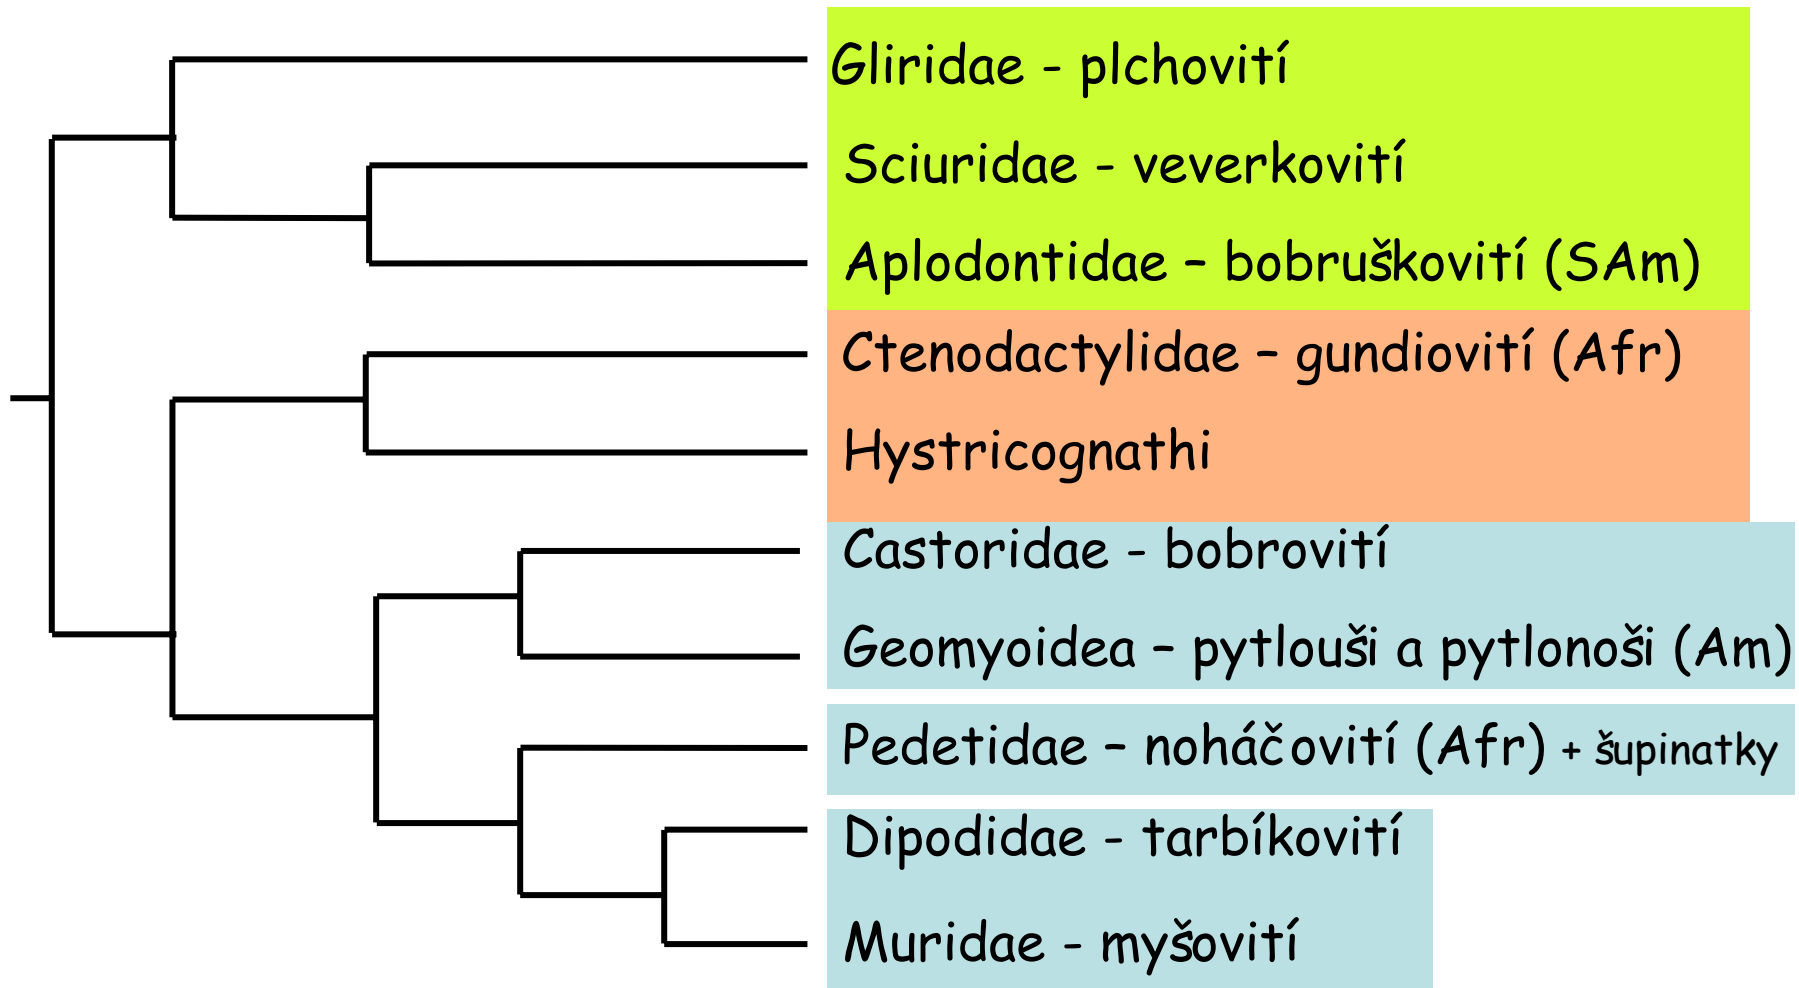 Gliridae - plchovití
Sciuridae - veverkovití
Aplodontidae – bobruškovití (SAm)
Ctenodactylidae – gundiovití (Afr)
Hystricognathi
Castoridae - bobrovití
Geomyoidea – pytlouši a pytlonoši (Am)
Pedetidae – noháčovití (Afr) + šupinatky
Dipodidae - tarbíkovití
Muridae - myšovití